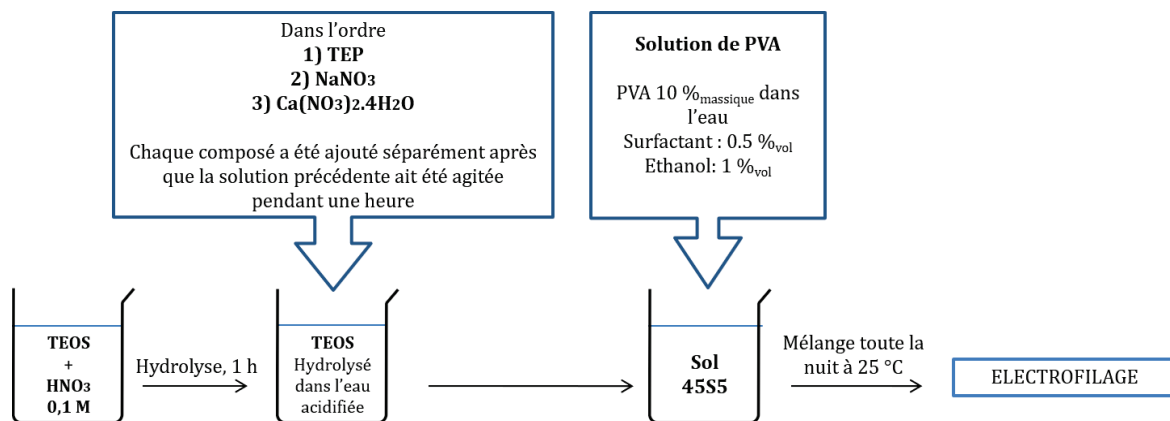 Dans l'ordre
1) TEP
2) NaNO3
3) Ca(NO3)2.4H2O
Chaque composé a été ajouté séparément après
que la solution précédente ait été agitée
pendant une heure
Solution de PVA
PVA 10 %massique dans
l'eau
Surfactant : 0.5 %vol
Ethanol: 1 %vol
TEOS
+
HNO3
0,1 M
Hydrolyse, 1 h
TEOS
Hydrolysé
dans l'eau
acidifiée
Sol
45S5
Mélange toute la
nuit à 25 °C
ELECTROFILAGE